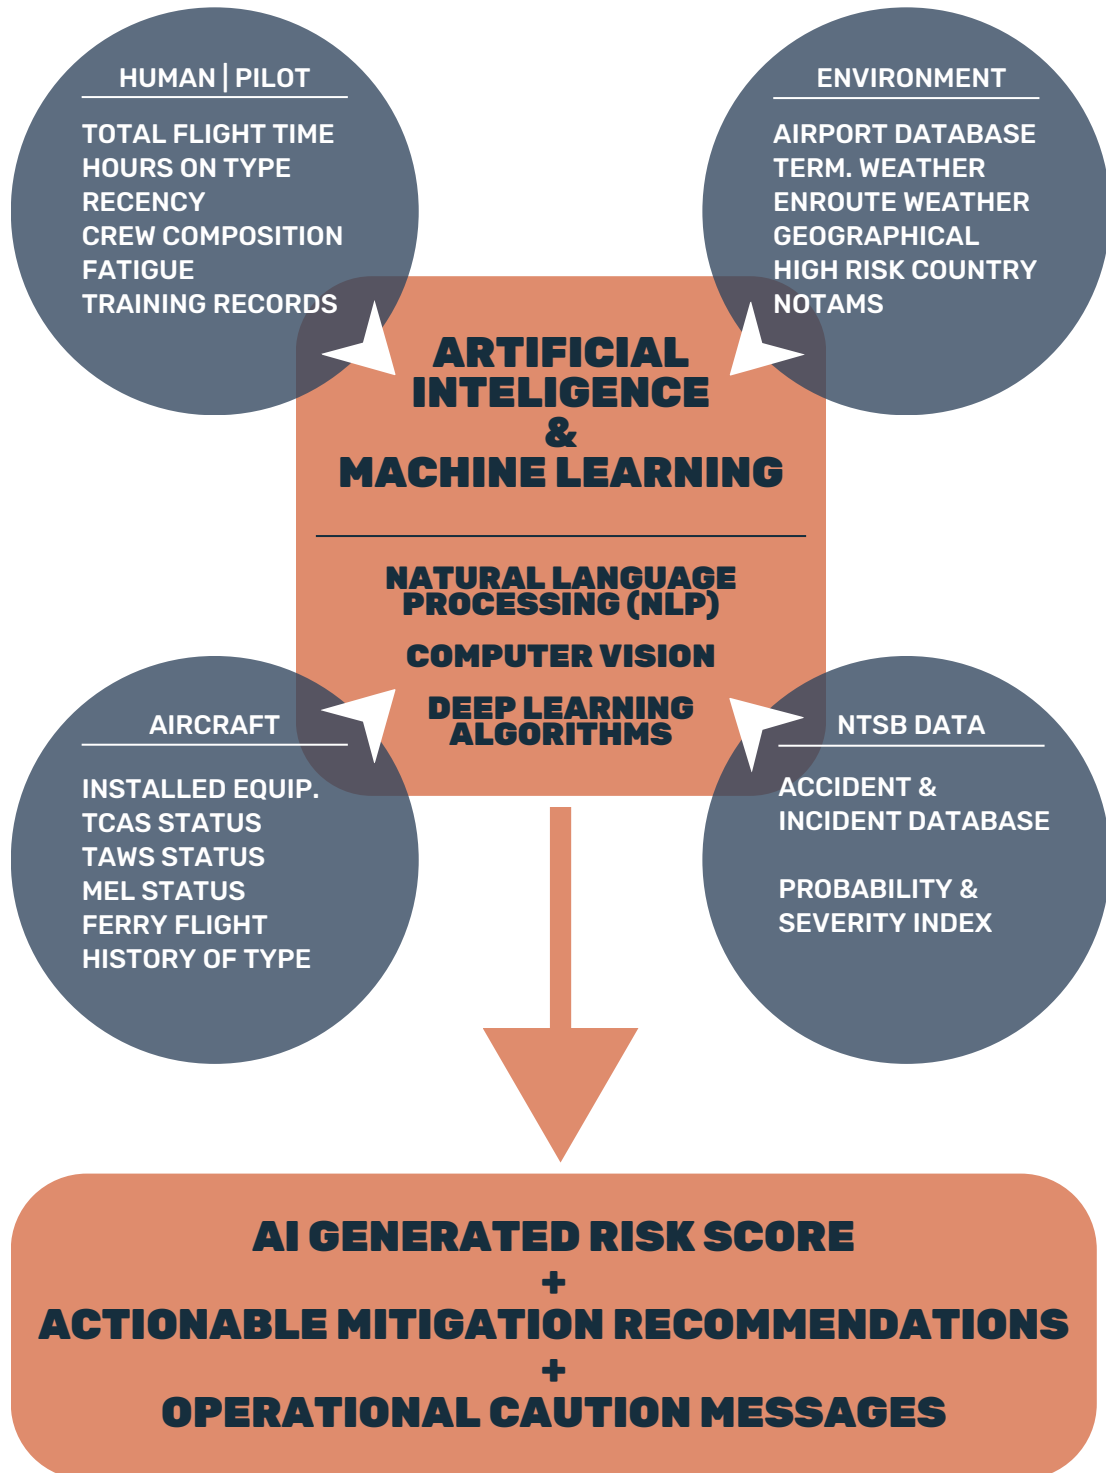 HUMAN | PILOT
TOTAL FLIGHT TIME
HOURS ON TYPE
RECENCY
CREW COMPOSITION
FATIGUE
TRAINING RECORDS
ENVIRONMENT
AIRPORT DATABASE
TERM. WEATHER
ENROUTE WEATHER
GEOGRAPHICAL
HIGH RISK COUNTRY
NOTAMS
ARTIFICIAL
INTELIGENCE
&
MACHINE LEARNING
NATURAL LANGUAGE
PROCESSING (NLP)
COMPUTER VISION
DEEP LEARNING
ALGORITHMS
AIRCRAFT
INSTALLED EQUIP.
TCAS STATUS
TAWS STATUS
MEL STATUS
FERRY FLIGHT
HISTORY OF TYPE
NTSB DATA
ACCIDENT &
INCIDENT DATABASE
PROBABILITY &
SEVERITY INDEX
AI GENERATED RISK SCORE
+
ACTIONABLE MITIGATION RECOMMENDATIONS
+
OPERATIONAL CAUTION MESSAGES